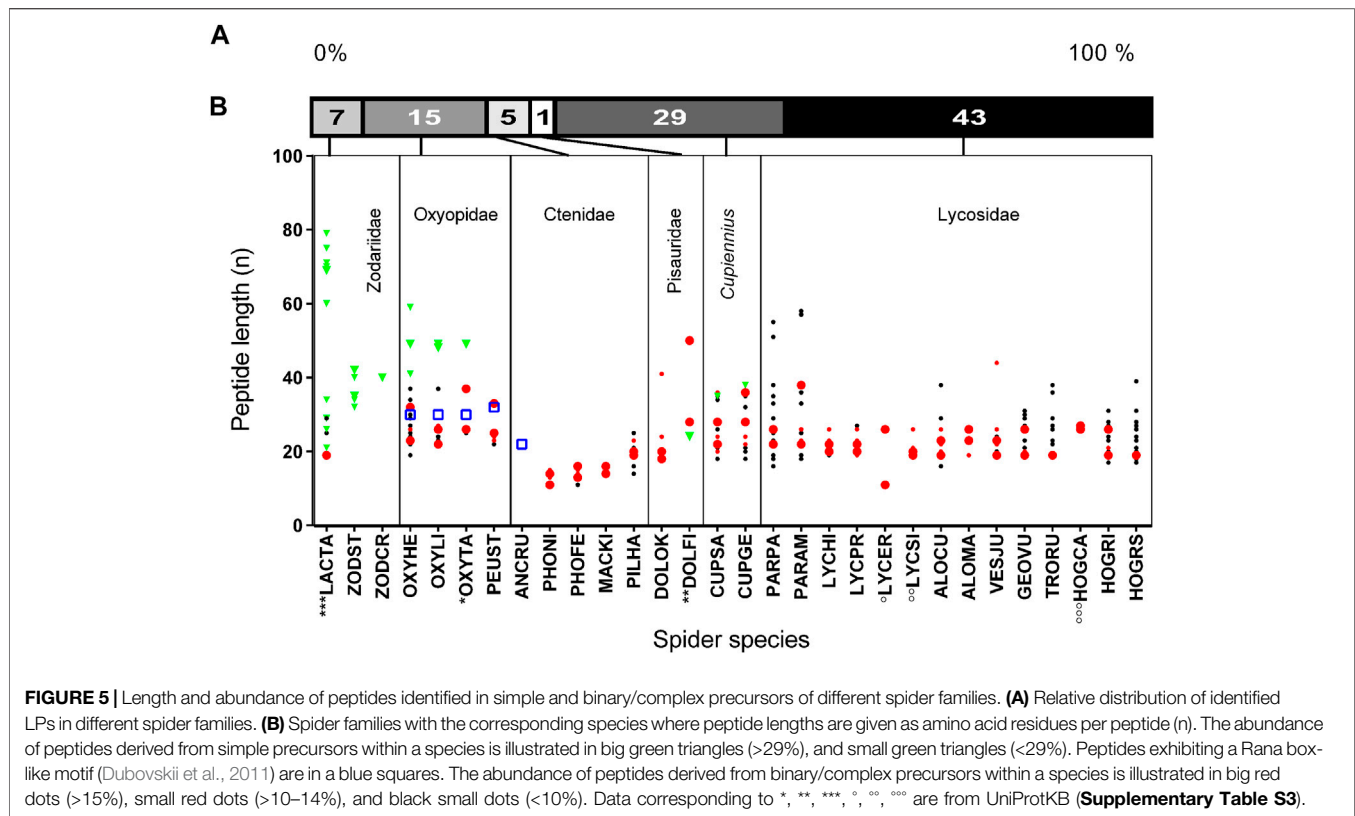 A
0%
100 %
B
7
15
5
1
29
43
100
80
60
40
20
0
Peptide length (n)
Zodariidae
Oxyopidae
Ctenidae
Pisauridae
Cupiennius
Lycosidae
***LACTA
ZODST
ZODCR
OXYHE
OXYLI
*OXYTA
PEUST
ANCRU
PHONI
PHOFE
MACKI
PILHA
DOLOK
**DOLFI
CUPSA
CUPGE
PARPA
PARAM
LYCHI
LYCPR
°LYCER
°°LYCSI
ALOCU
ALOMA
VESJU
GEOVU
TRORU
°°°HOGCA
HOGRI
HOGRS
Spider species
FIGURE 5 | Length and abundance of peptides identified in simple and binary/complex precursors of different spider families. (A) Relative distribution of identified
LPs in different spider families. (B) Spider families with the corresponding species where peptide lengths are given as amino acid residues per peptide (n). The abundance
of peptides derived from simple precursors within a species is illustrated in big green triangles (>29%), and small green triangles (<29%). Peptides exhibiting a Rana box-
like motif (Dubovskii et al., 2011) are in a blue squares. The abundance of peptides derived from binary/complex precursors within a species is illustrated in big red
dots (>15%), small red dots (>10–14%), and black small dots (<10%). Data corresponding to *, **, ***, °, °°, °°° are from UniProtKB (Supplementary Table S3).